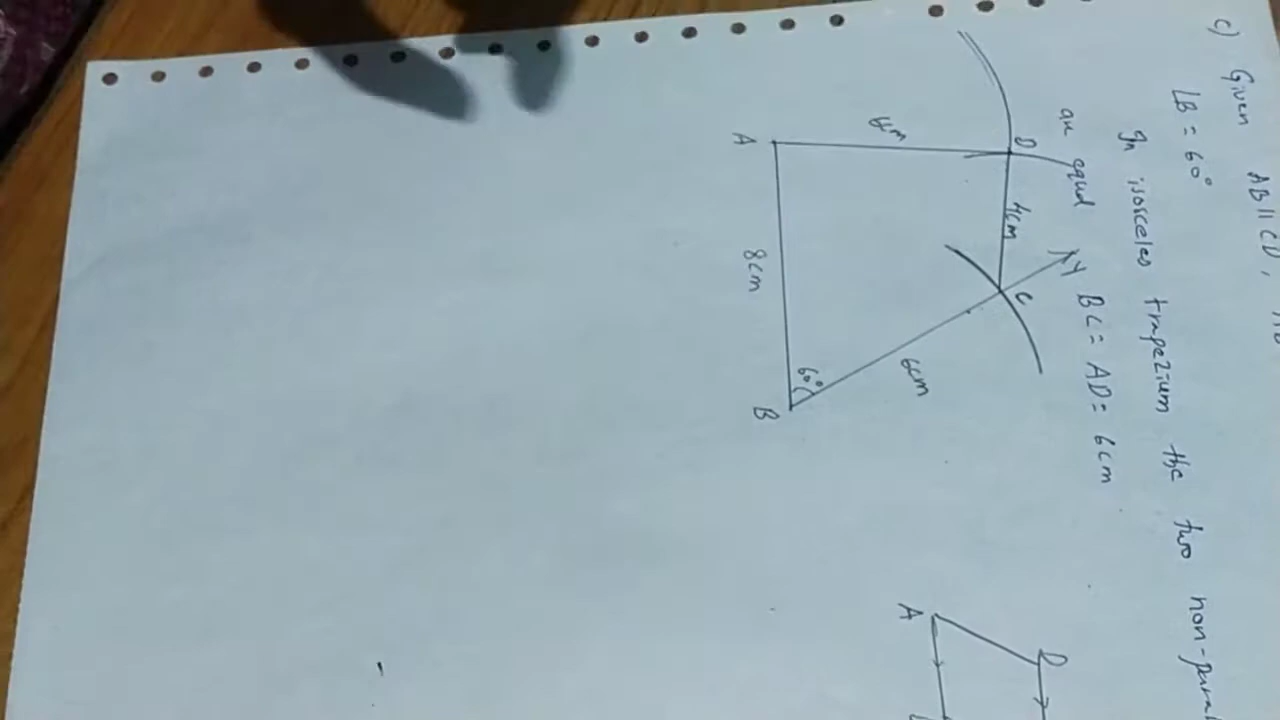 c) Given AB || CD,
∠B = 60°
In isosceles trapezium the two non-paral
are equal BC = AD = 6cm
D
4cm
Y
C
6cm
A
8cm
60°
B
A
D